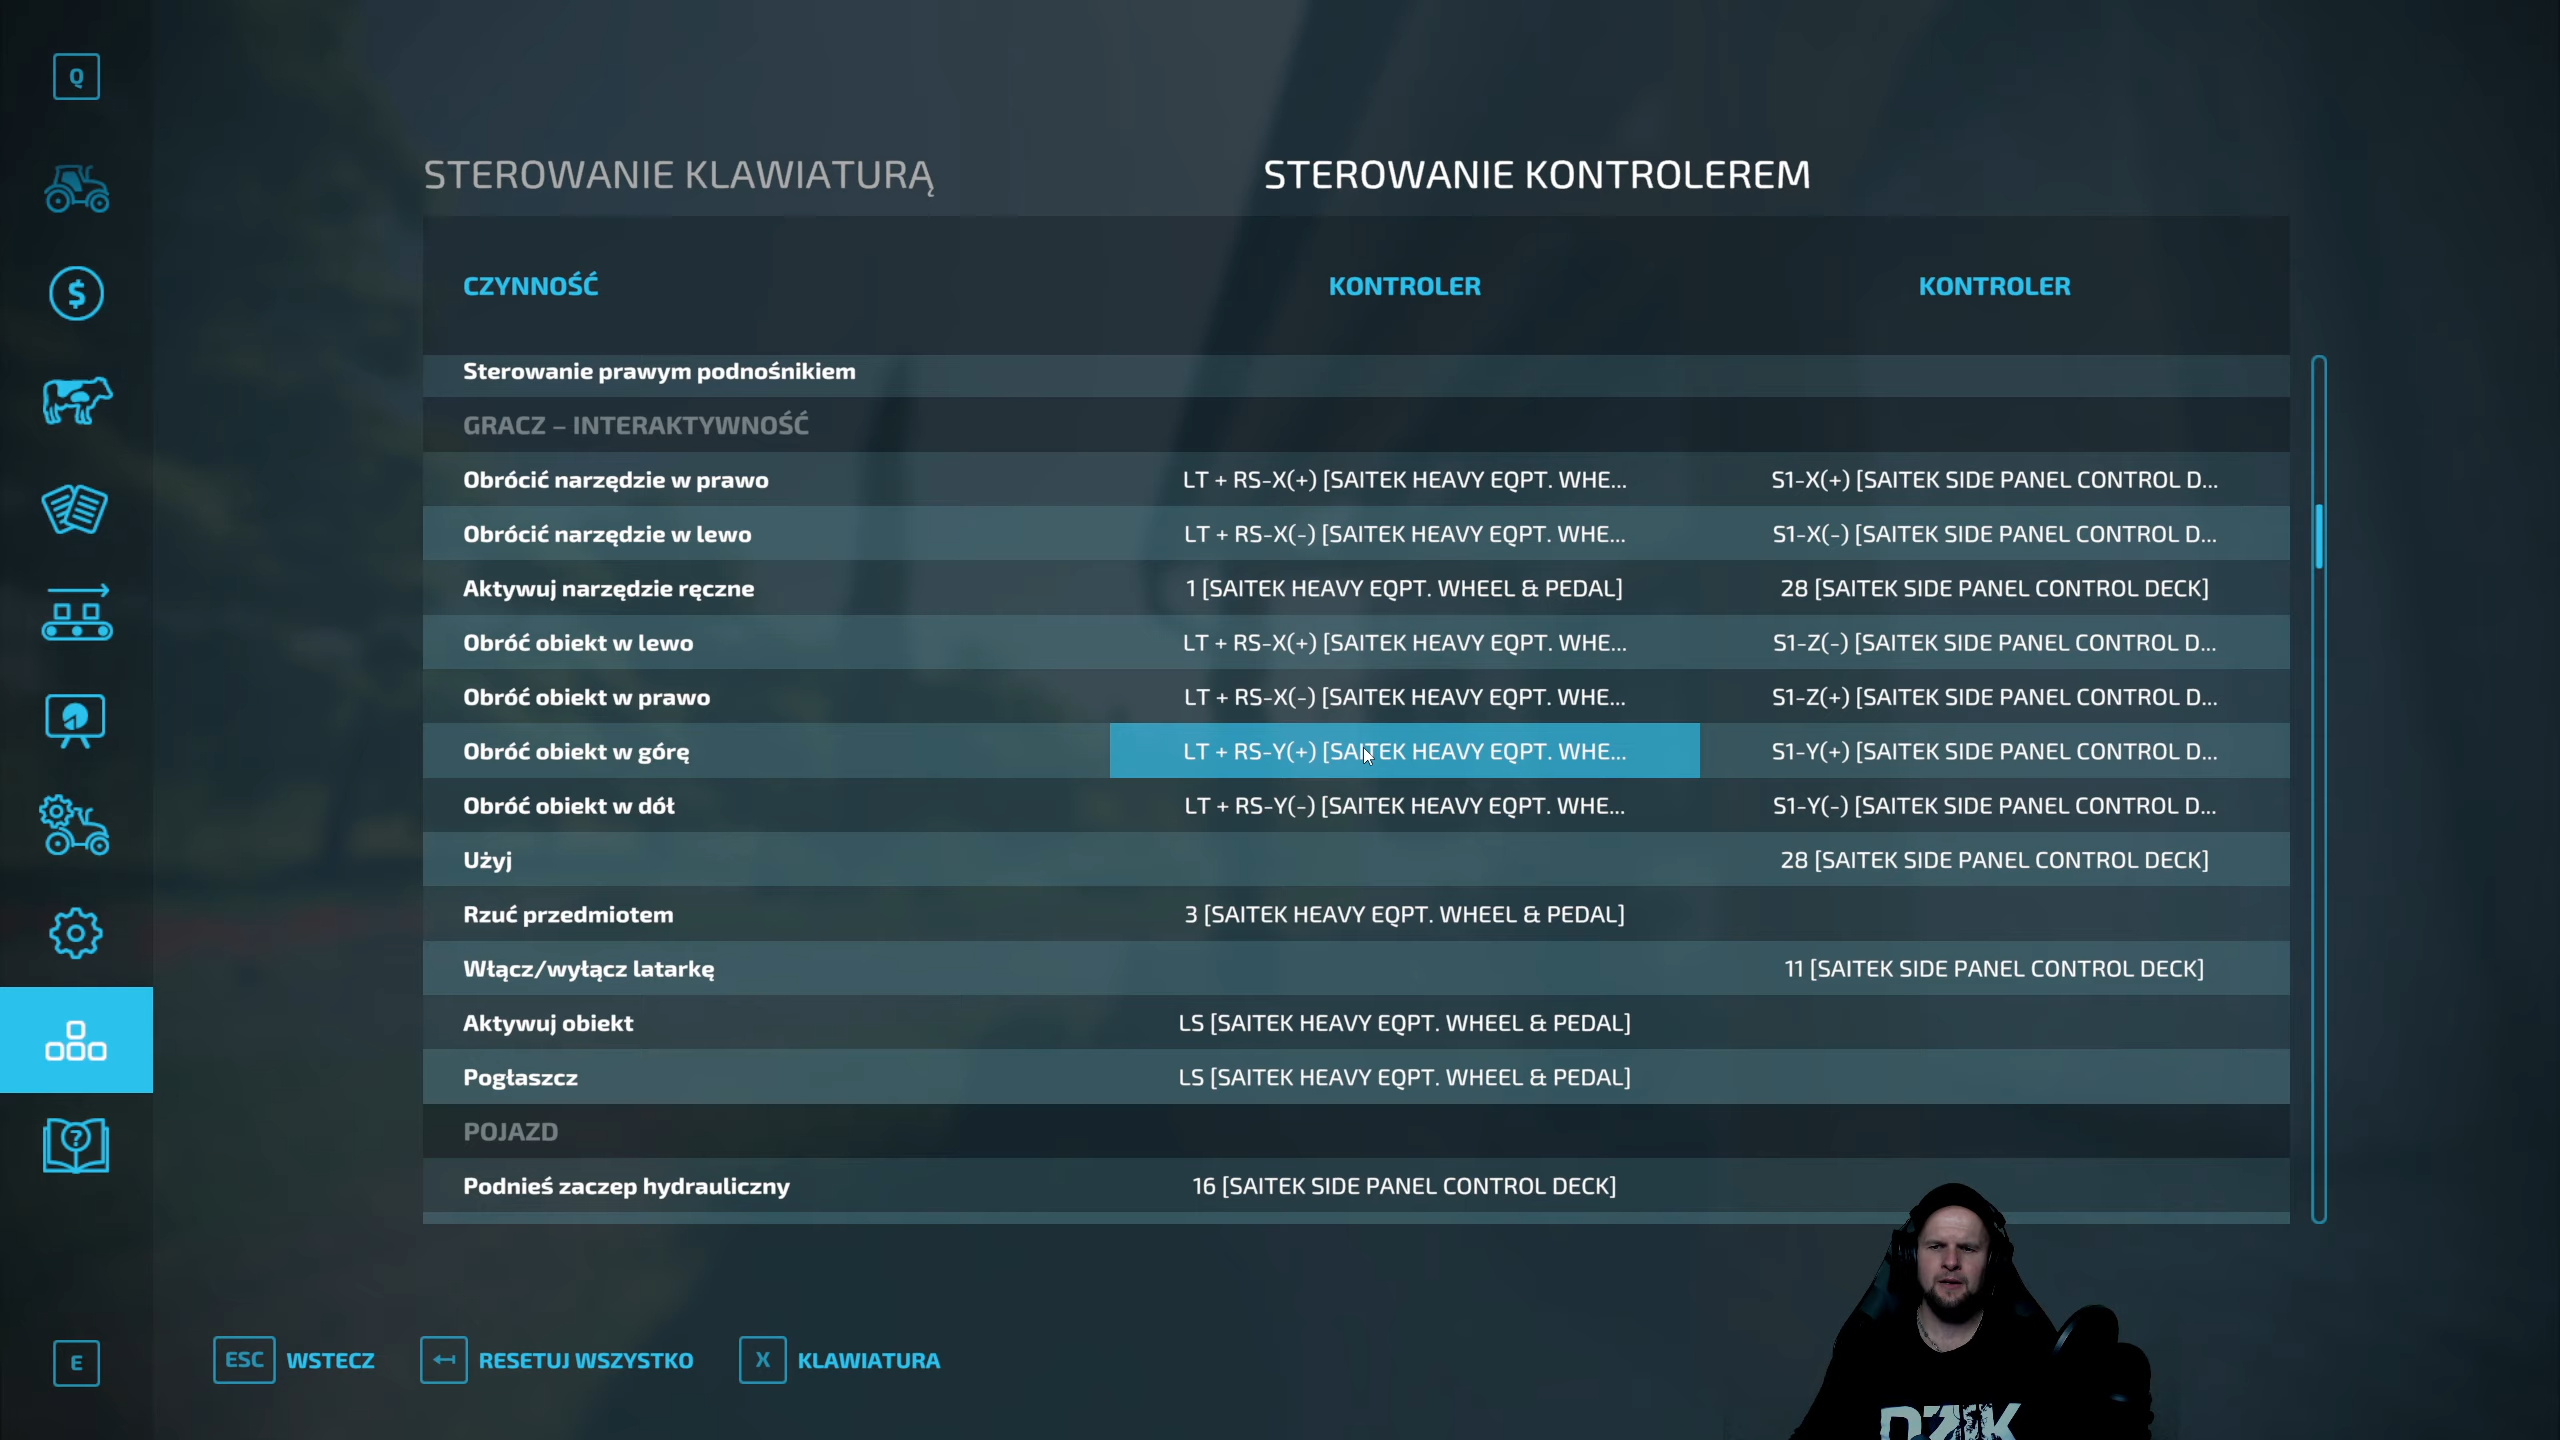 Q
STEROWANIE KLAWIATURĄ
STEROWANIE KONTROLEREM
CZYNNOŚĆ KONTROLER KONTROLER
Sterowanie prawym podnośnikiem
GRACZ – INTERAKTYWNOŚĆ
Obrócić narzędzie w prawo LT + RS-X(+) [SAITEK HEAVY EQPT. WHE... S1-X(+) [SAITEK SIDE PANEL CONTROL D...
Obrócić narzędzie w lewo LT + RS-X(-) [SAITEK HEAVY EQPT. WHE... S1-X(-) [SAITEK SIDE PANEL CONTROL D...
Aktywuj narzędzie ręczne 1 [SAITEK HEAVY EQPT. WHEEL & PEDAL] 28 [SAITEK SIDE PANEL CONTROL DECK]
Obróć obiekt w lewo LT + RS-X(+) [SAITEK HEAVY EQPT. WHE... S1-Z(-) [SAITEK SIDE PANEL CONTROL D...
Obróć obiekt w prawo LT + RS-X(-) [SAITEK HEAVY EQPT. WHE... S1-Z(+) [SAITEK SIDE PANEL CONTROL D...
Obróć obiekt w górę LT + RS-Y(+) [SAITEK HEAVY EQPT. WHE... S1-Y(+) [SAITEK SIDE PANEL CONTROL D...
Obróć obiekt w dół LT + RS-Y(-) [SAITEK HEAVY EQPT. WHE... S1-Y(-) [SAITEK SIDE PANEL CONTROL D...
Użyj 28 [SAITEK SIDE PANEL CONTROL DECK]
Rzuć przedmiotem 3 [SAITEK HEAVY EQPT. WHEEL & PEDAL]
Włącz/wyłącz latarkę 11 [SAITEK SIDE PANEL CONTROL DECK]
Aktywuj obiekt LS [SAITEK HEAVY EQPT. WHEEL & PEDAL]
Pogłaszcz LS [SAITEK HEAVY EQPT. WHEEL & PEDAL]
POJAZD
Podnieś zaczep hydrauliczny 16 [SAITEK SIDE PANEL CONTROL DECK]
E
ESC WSTECZ RESETUJ WSZYSTKO X KLAWIATURA